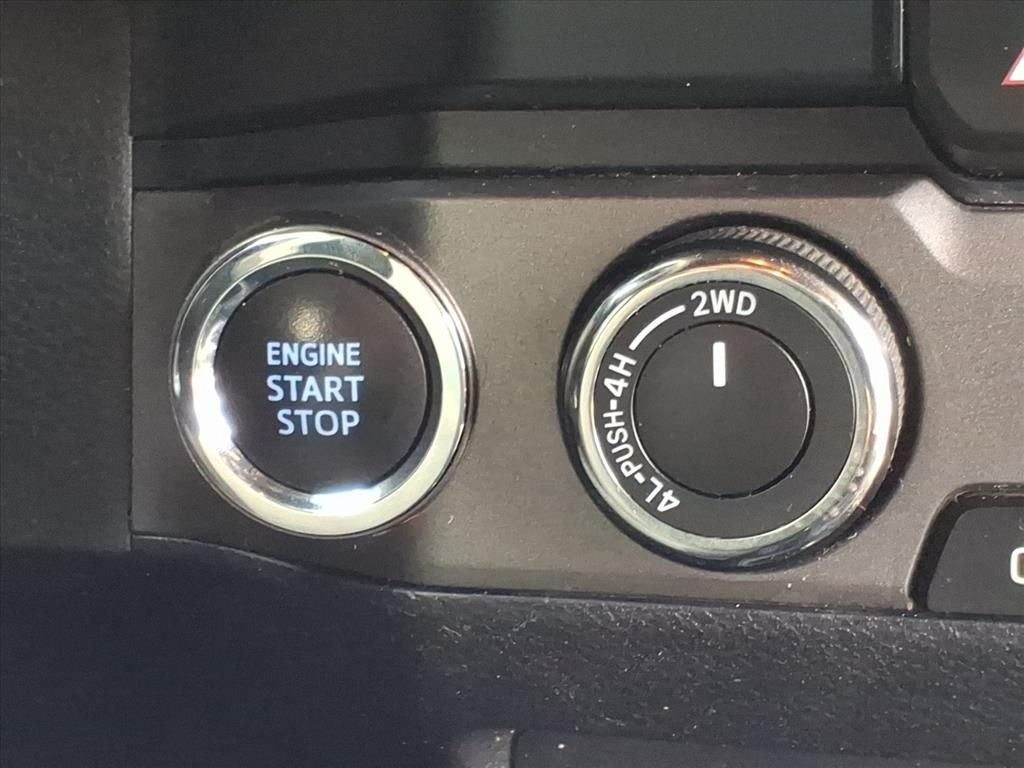 ENGINE
START
STOP
2WD
4L-PUSH-4H